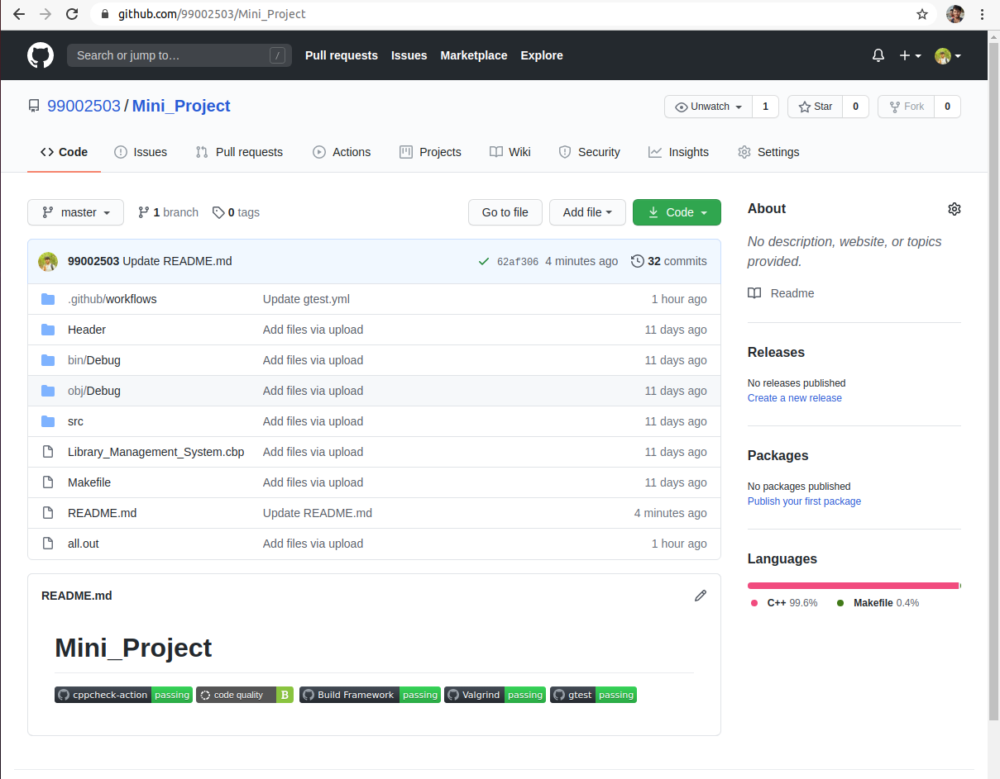 github.com/99002503/Mini_Project
Search or jump to… / Pull requests Issues Marketplace Explore
99002503 / Mini_Project Unwatch 1 Star 0 Fork 0
Code Issues Pull requests Actions Projects Wiki Security Insights Settings
master 1 branch 0 tags Go to file Add file Code
99002503 Update README.md 62af306 4 minutes ago 32 commits
.github/workflows Update gtest.yml 1 hour ago
Header Add files via upload 11 days ago
bin/Debug Add files via upload 11 days ago
obj/Debug Add files via upload 11 days ago
src Add files via upload 11 days ago
Library_Management_System.cbp Add files via upload 11 days ago
Makefile Add files via upload 11 days ago
README.md Update README.md 4 minutes ago
all.out Add files via upload 1 hour ago
README.md
Mini_Project
cppcheck-action passing code quality B Build Framework passing Valgrind passing gtest passing
About
No description, website, or topics
provided.
Readme
Releases
No releases published
Create a new release
Packages
No packages published
Publish your first package
Languages
C++ 99.6% Makefile 0.4%